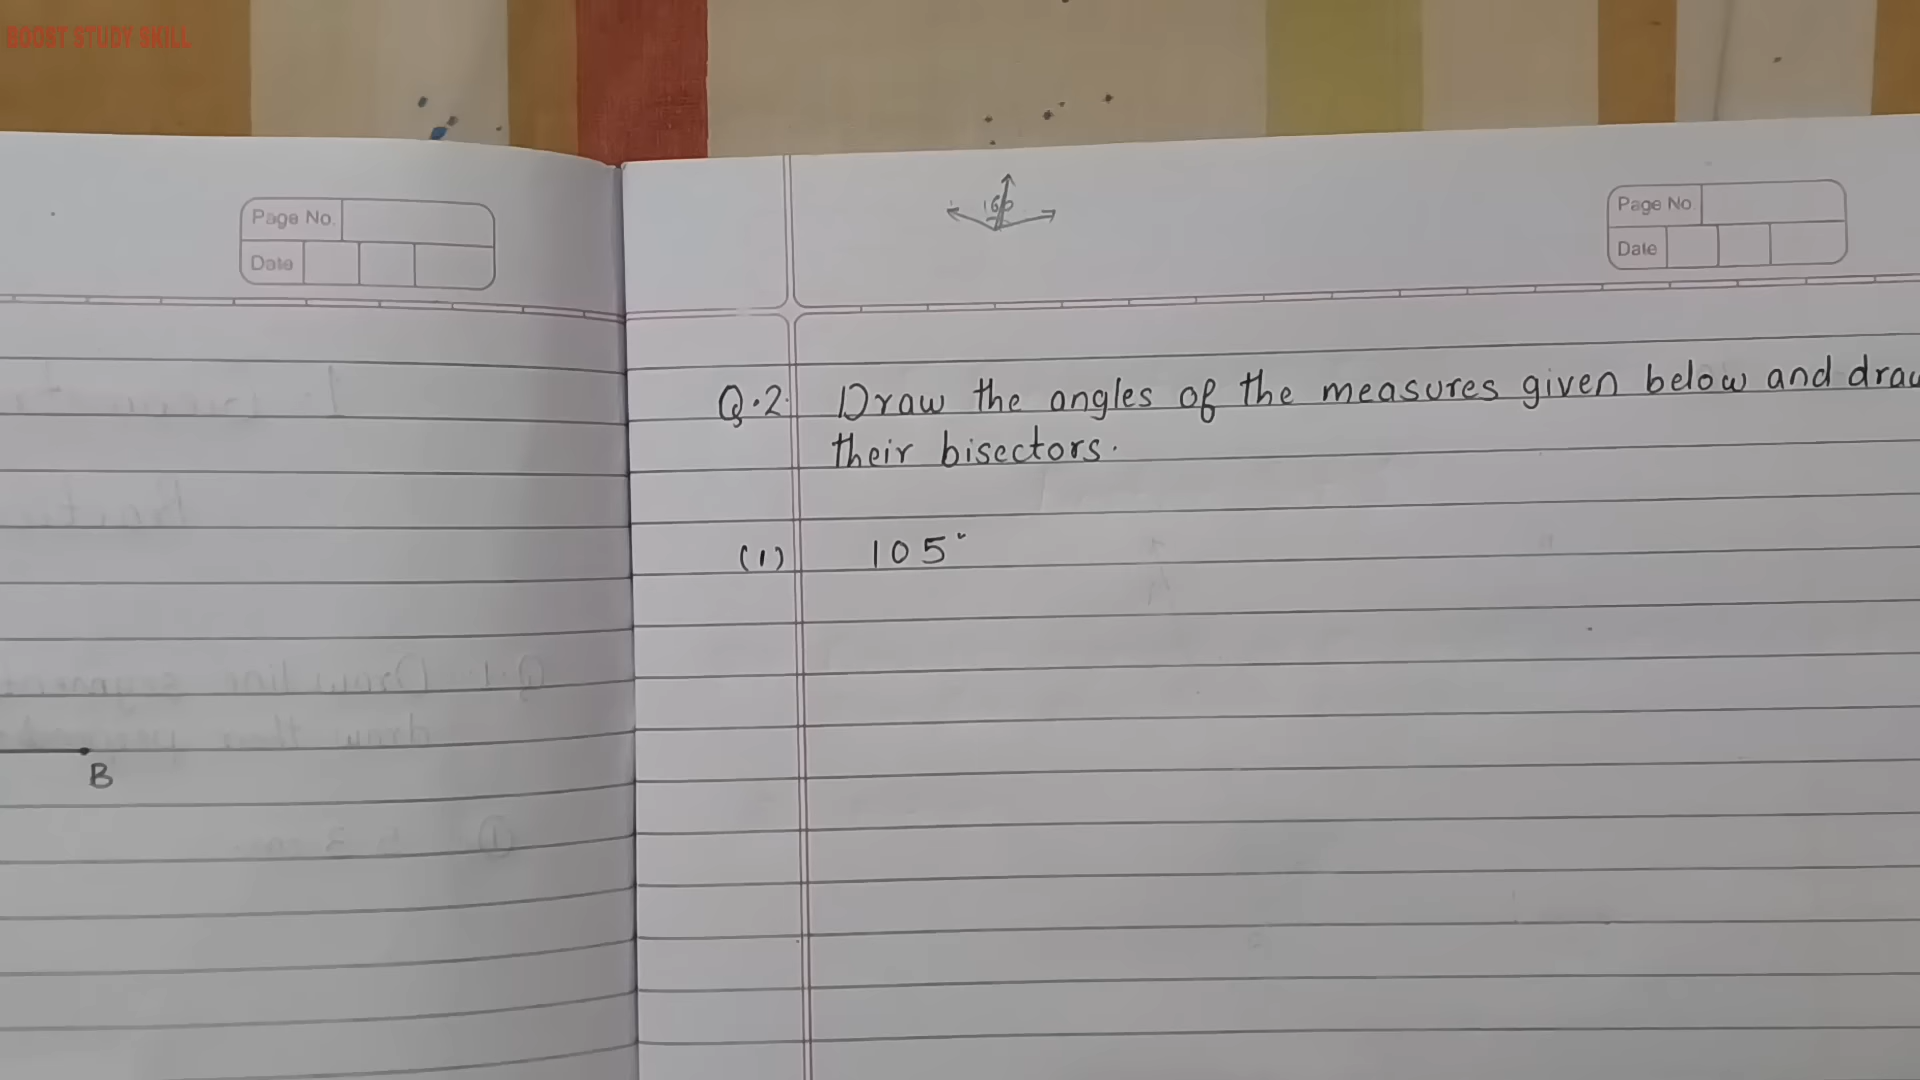 BOOST STUDY SKILL
Page No.
Date
Page No
Date
160
Q.2. Draw the angles of the measures given below and draw
their bisectors.
(1) 105°
B